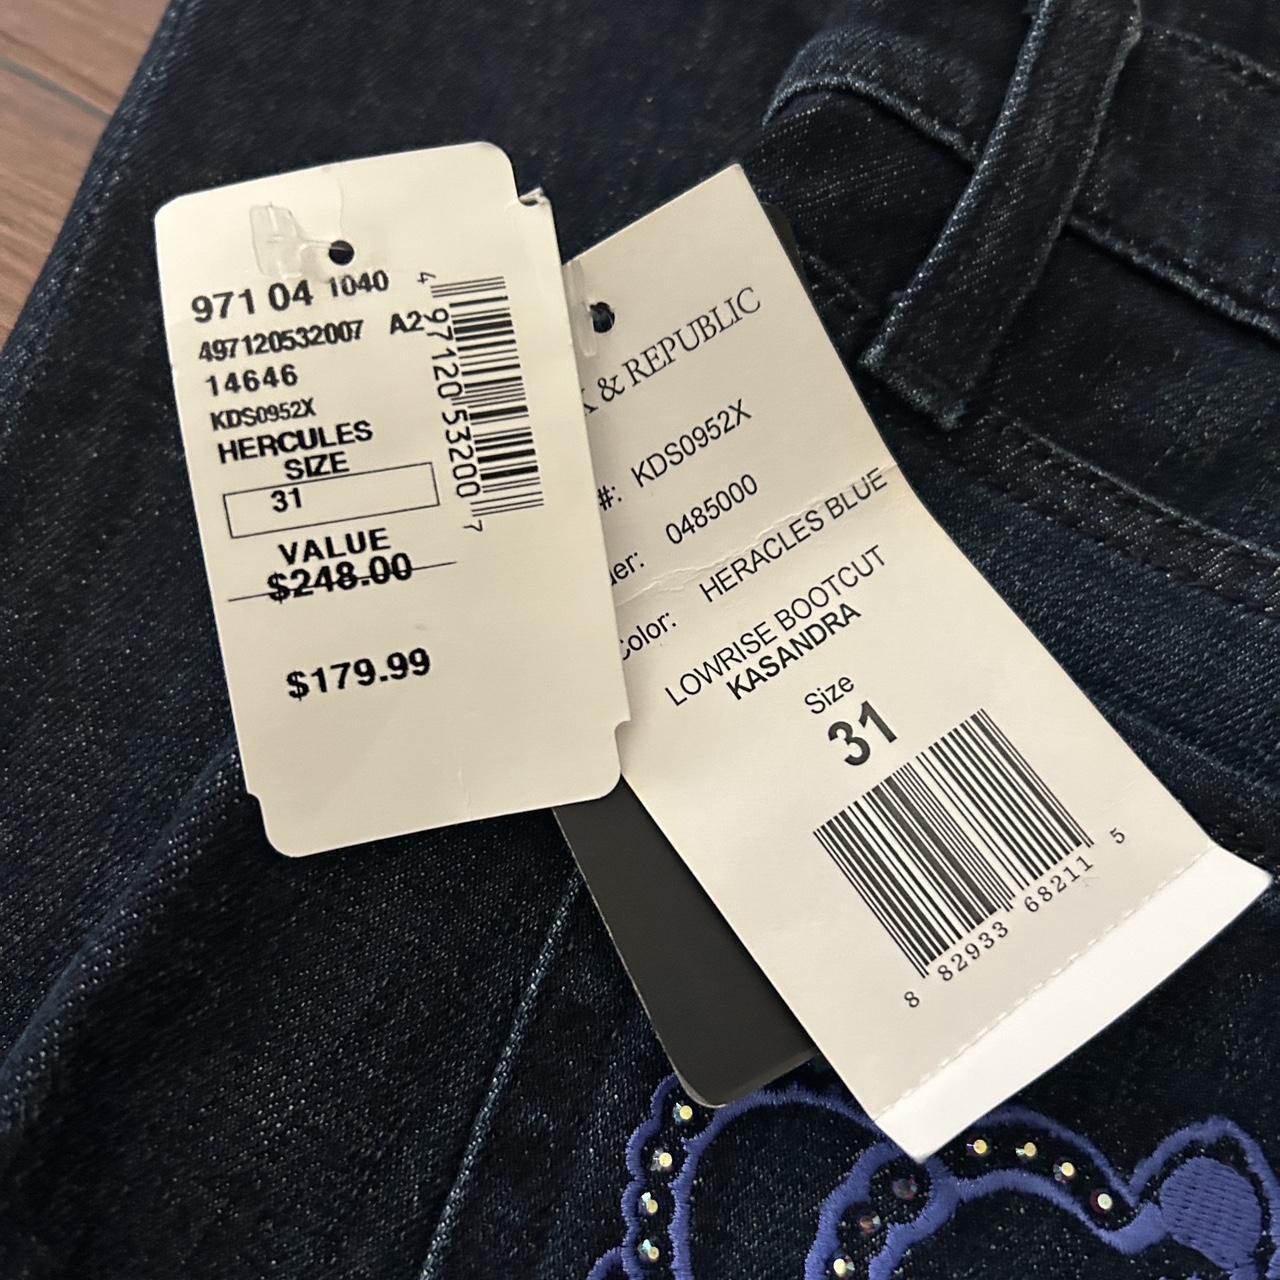 971 04 1040
497120532007 A2
14646
KDS0952X
HERCULES
SIZE
31
VALUE
$248.00
$179.99
4 97120 53200 7
& REPUBLIC
#: KDS0952X
er: 0485000
Color: HERACLES BLUE
LOWRISE BOOTCUT
KASANDRA
Size
31
8 82933 68211 5